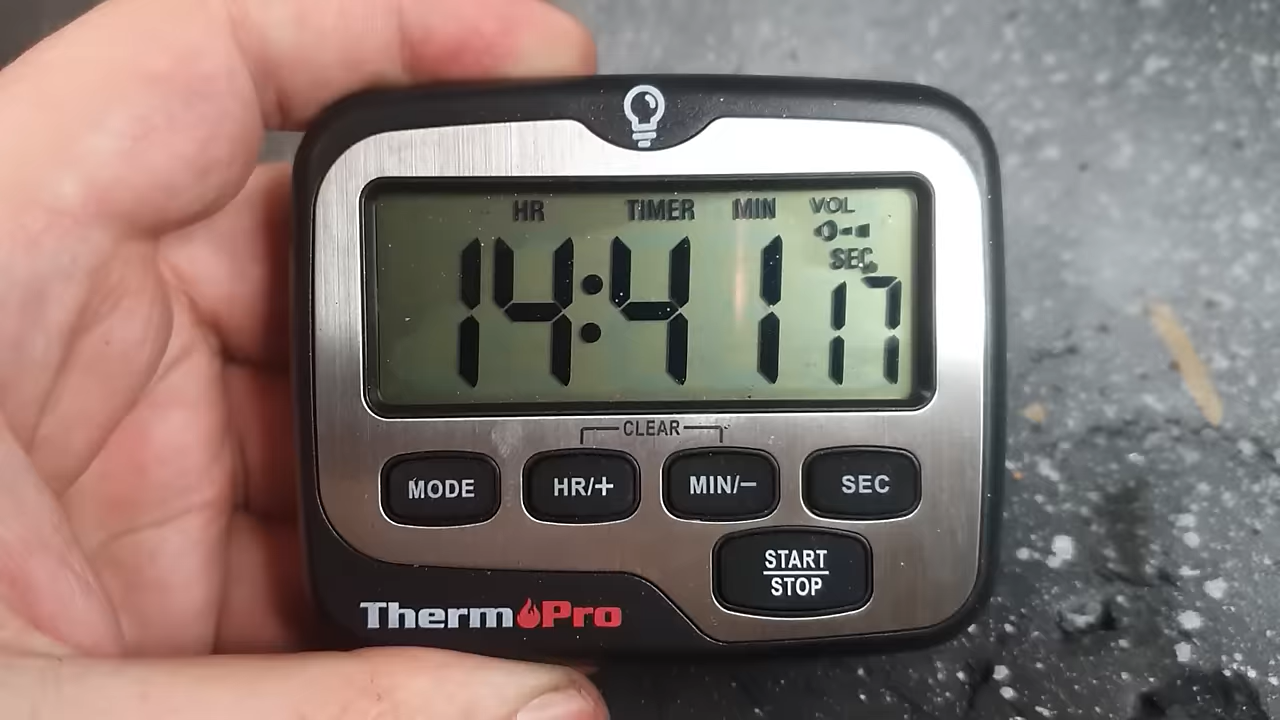 HR TIMER MIN VOL
SEC
14:41 17
CLEAR
MODE HR/+ MIN/− SEC
START
STOP
ThermoPro